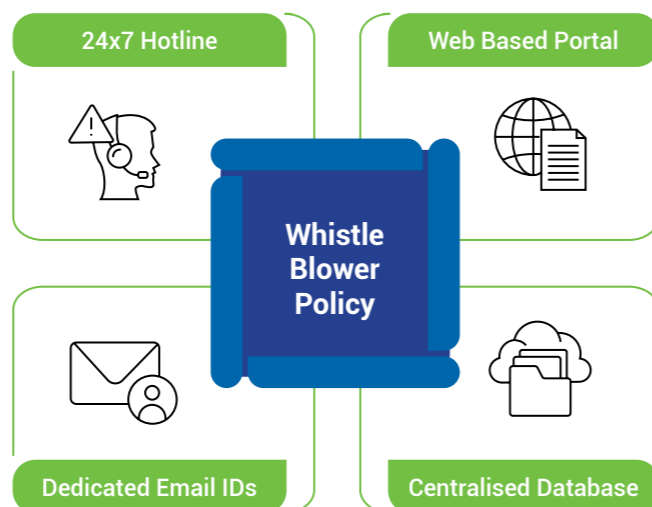 24x7 Hotline
Web Based Portal
Whistle
Blower
Policy
Dedicated Email IDs
Centralised Database